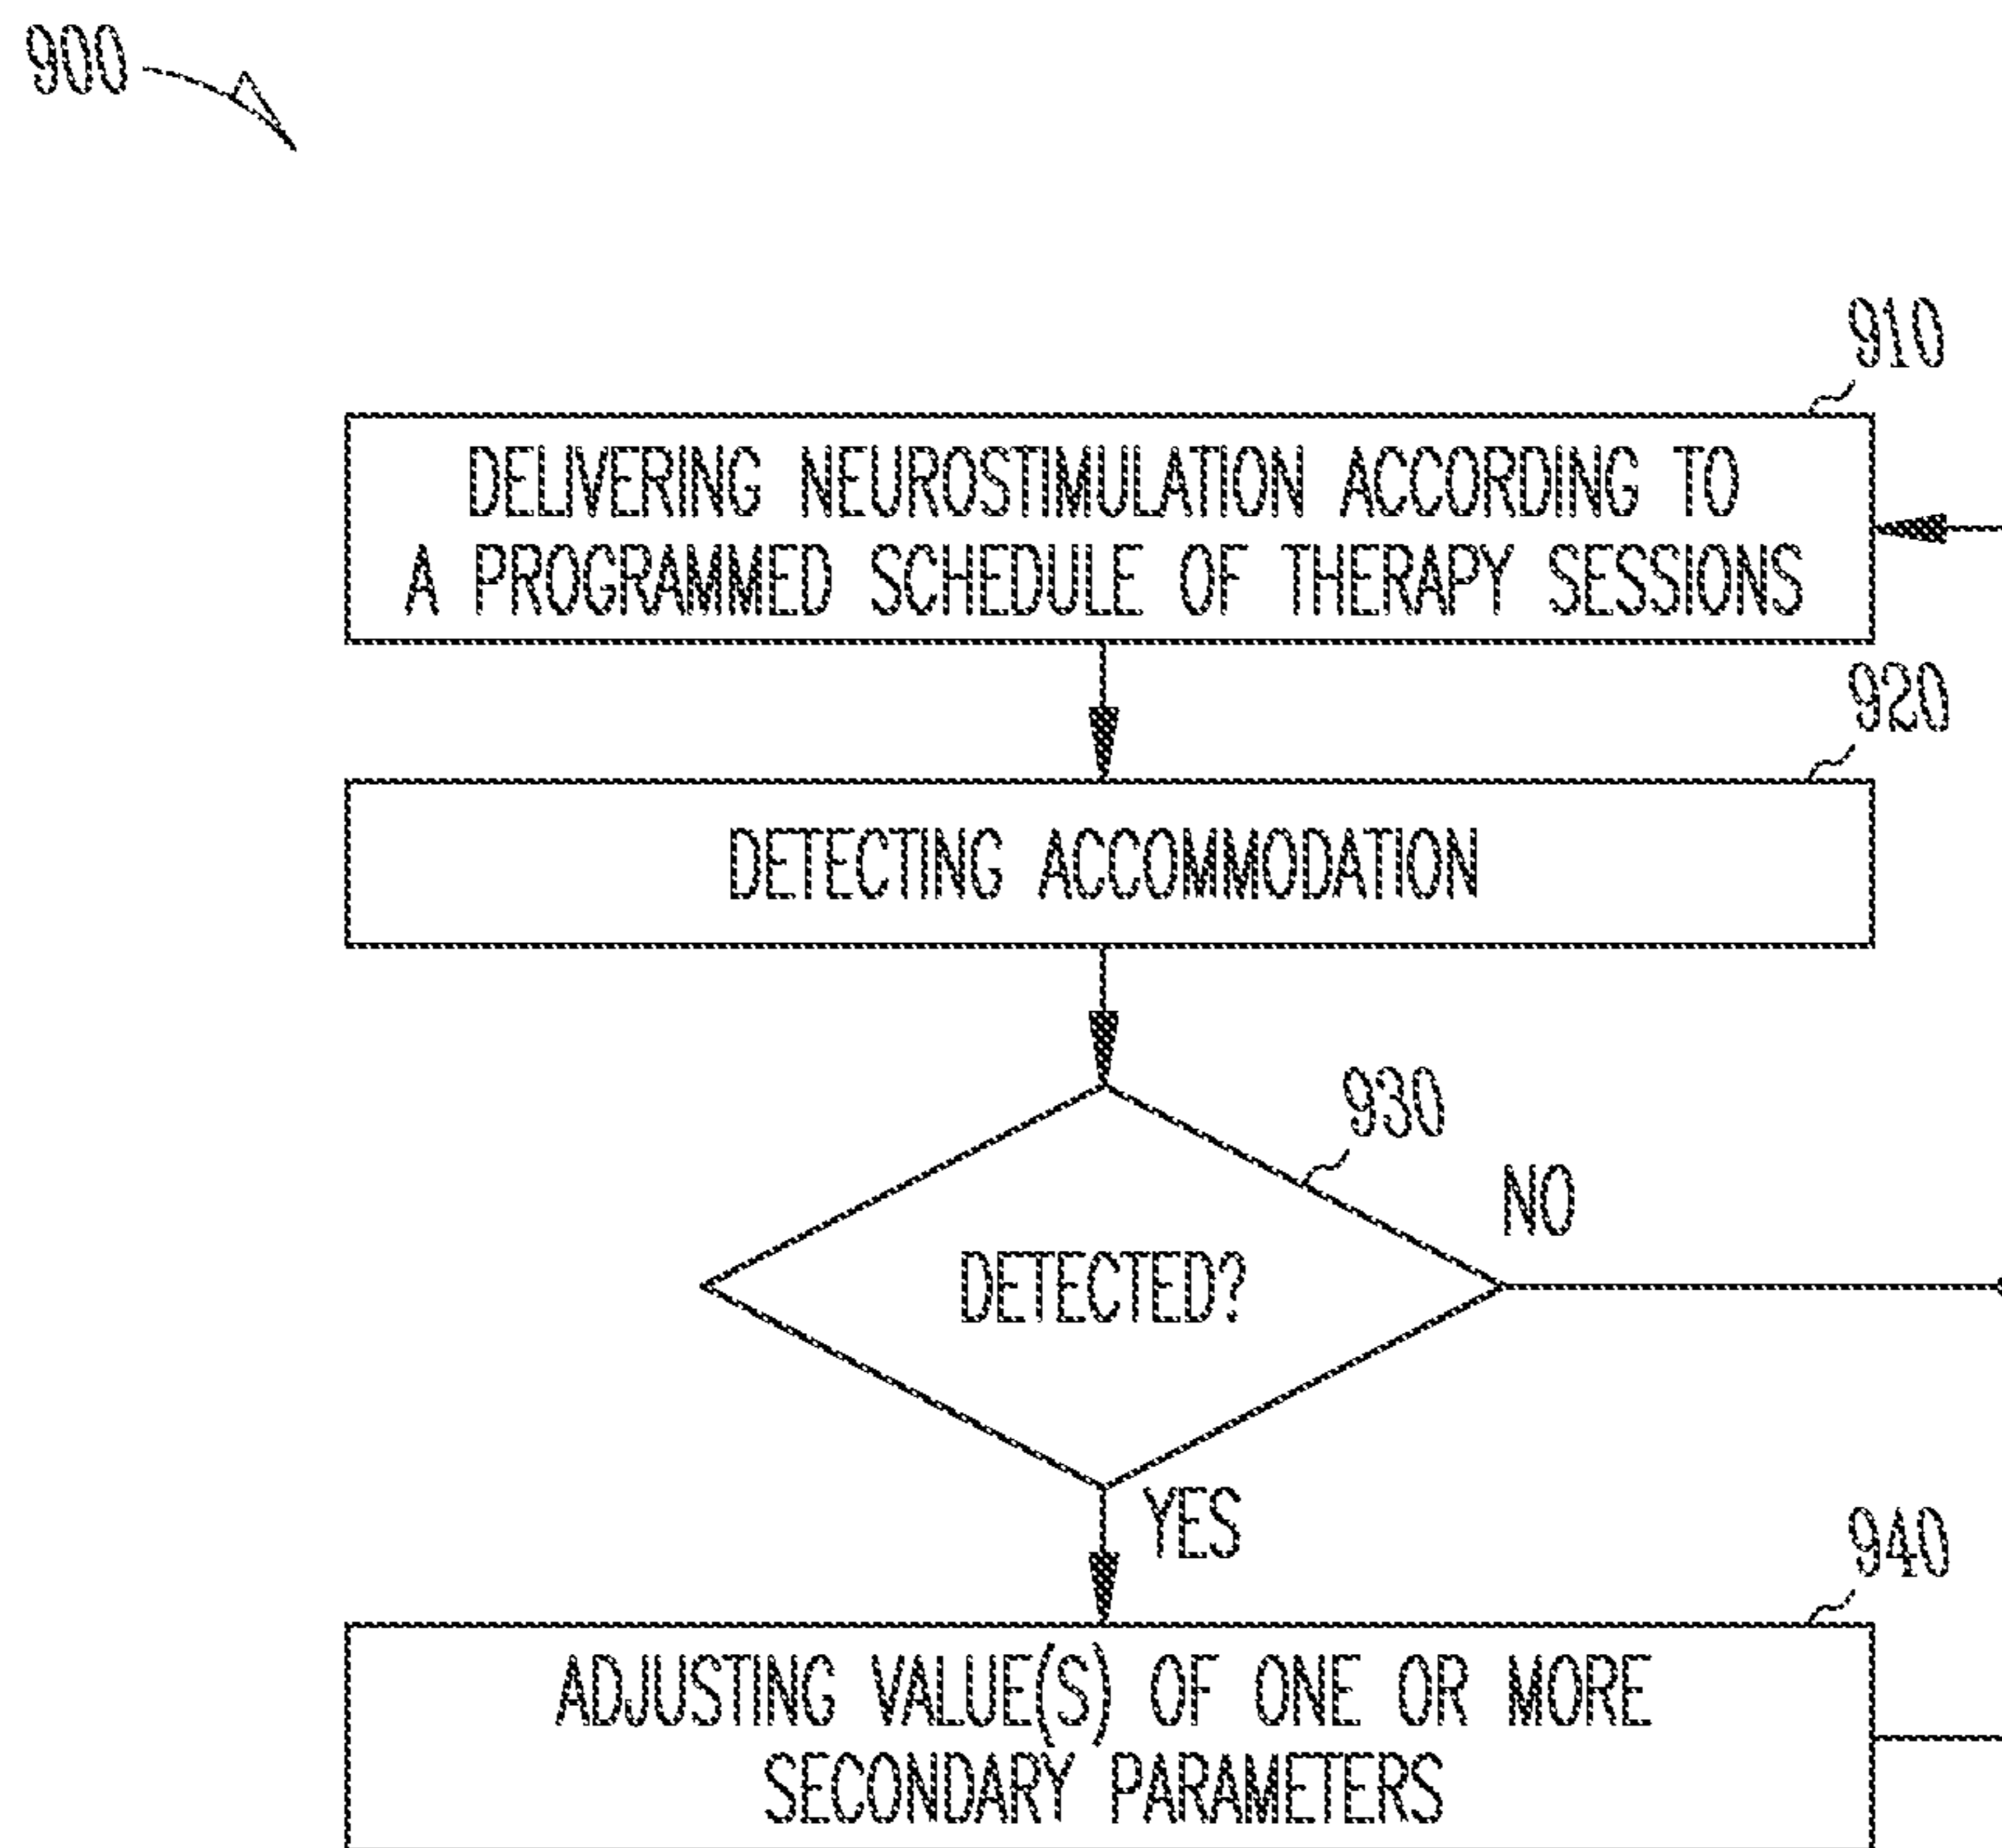 900
910
DELIVERING NEUROSTIMULATION ACCORDING TO
A PROGRAMMED SCHEDULE OF THERAPY SESSIONS
920
DETECTING ACCOMMODATION
930
NO
DETECTED?
YES
940
ADJUSTING VALUE(S) OF ONE OR MORE
SECONDARY PARAMETERS